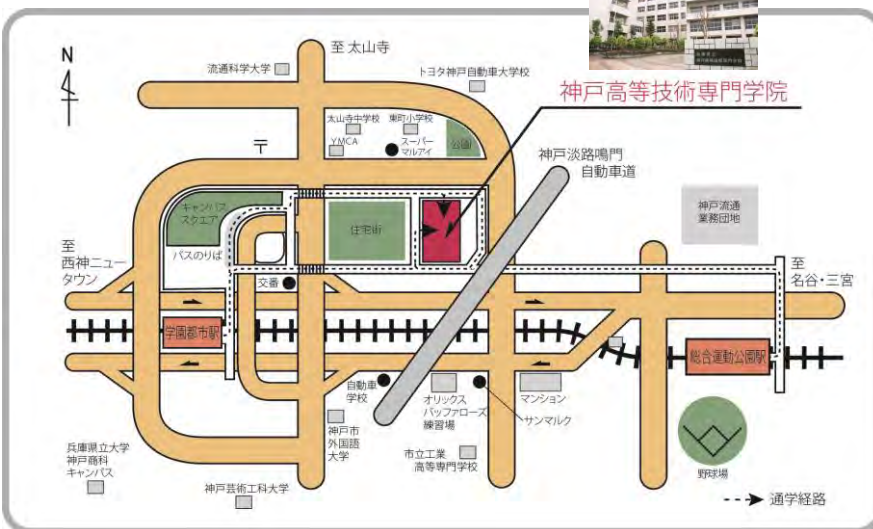 N
至 太山寺
流通科学大学
トヨタ神戸自動車大学校
神戸高等技術専門学院
太山寺中学校
東町小学校
YMCA
スーパー
マルアイ
公園
〒
神戸淡路鳴門
自動車道
キャンパス
スクエア
住宅街
神戸流通
業務団地
バスのりば
至
西神ニュー
タウン
交番
至
名谷・三宮
学園都市駅
総合運動公園駅
自動車
学校
オリックス
バッファローズ
練習場
マンション
サンマルク
神戸市
外国語
大学
市立工業
高等専門学校
兵庫県立大学
神戸商科
キャンパス
神戸芸術工科大学
野球場
通学経路